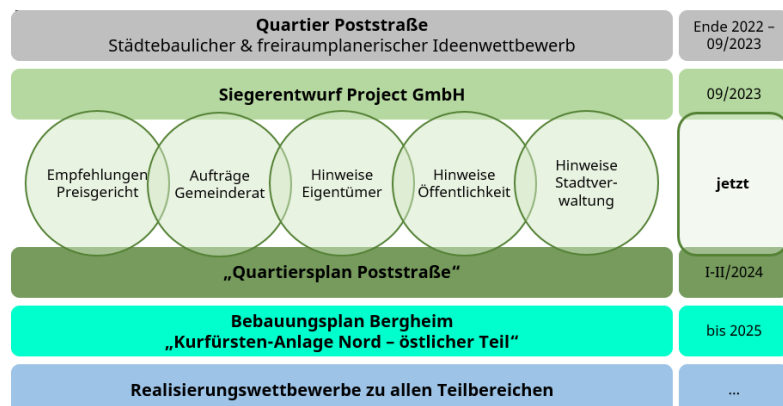 Quartier Poststraße
Städtebaulicher & freiraumplanerischer Ideenwettbewerb
Ende 2022 –
09/2023
Siegerentwurf Project GmbH
09/2023
Empfehlungen
Preisgericht
Aufträge
Gemeinderat
Hinweise
Eigentümer
Hinweise
Öffentlichkeit
Hinweise
Stadtver-
waltung
jetzt
„Quartiersplan Poststraße“
I-II/2024
Bebauungsplan Bergheim
„Kurfürsten-Anlage Nord – östlicher Teil“
bis 2025
Realisierungswettbewerbe zu allen Teilbereichen
...